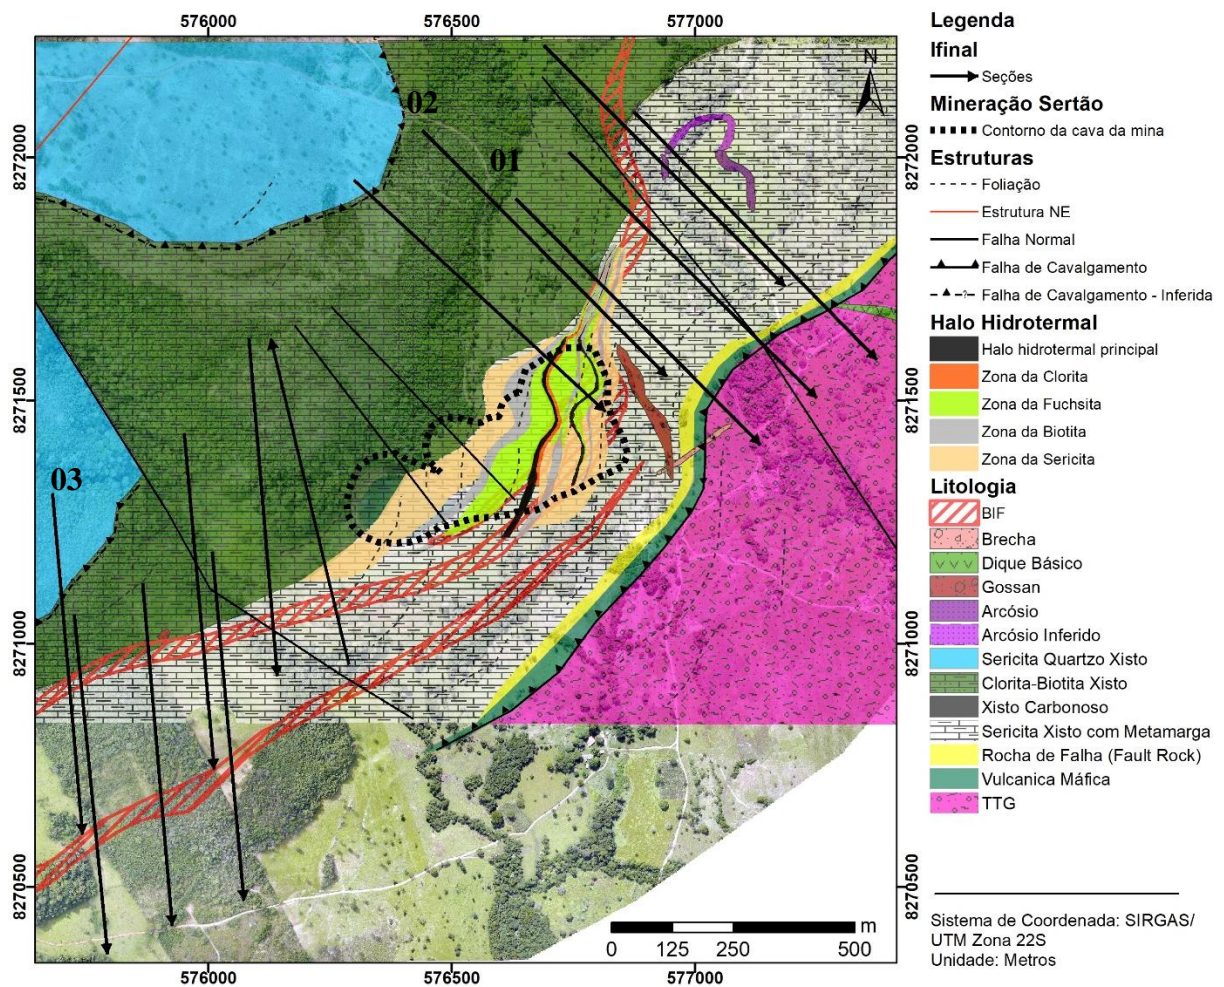 576000
576500
577000
8272000
8271500
8271000
8270500
8272000
8271500
8271000
8270500
02
01
03
N
0 125 250 500 m
576000
576500
577000
Legenda
Ifinal
Seções
Mineração Sertão
Contorno da cava da mina
Estruturas
Foliação
Estrutura NE
Falha Normal
Falha de Cavalgamento
Falha de Cavalgamento - Inferida
Halo Hidrotermal
Halo hidrotermal principal
Zona da Clorita
Zona da Fuchsita
Zona da Biotita
Zona da Sericita
Litologia
BIF
Brecha
Dique Básico
Gossan
Arcósio
Arcósio Inferido
Sericita Quartzo Xisto
Clorita-Biotita Xisto
Xisto Carbonoso
Sericita Xisto com Metamarga
Rocha de Falha (Fault Rock)
Vulcanica Máfica
TTG
Sistema de Coordenada: SIRGAS/
UTM Zona 22S
Unidade: Metros